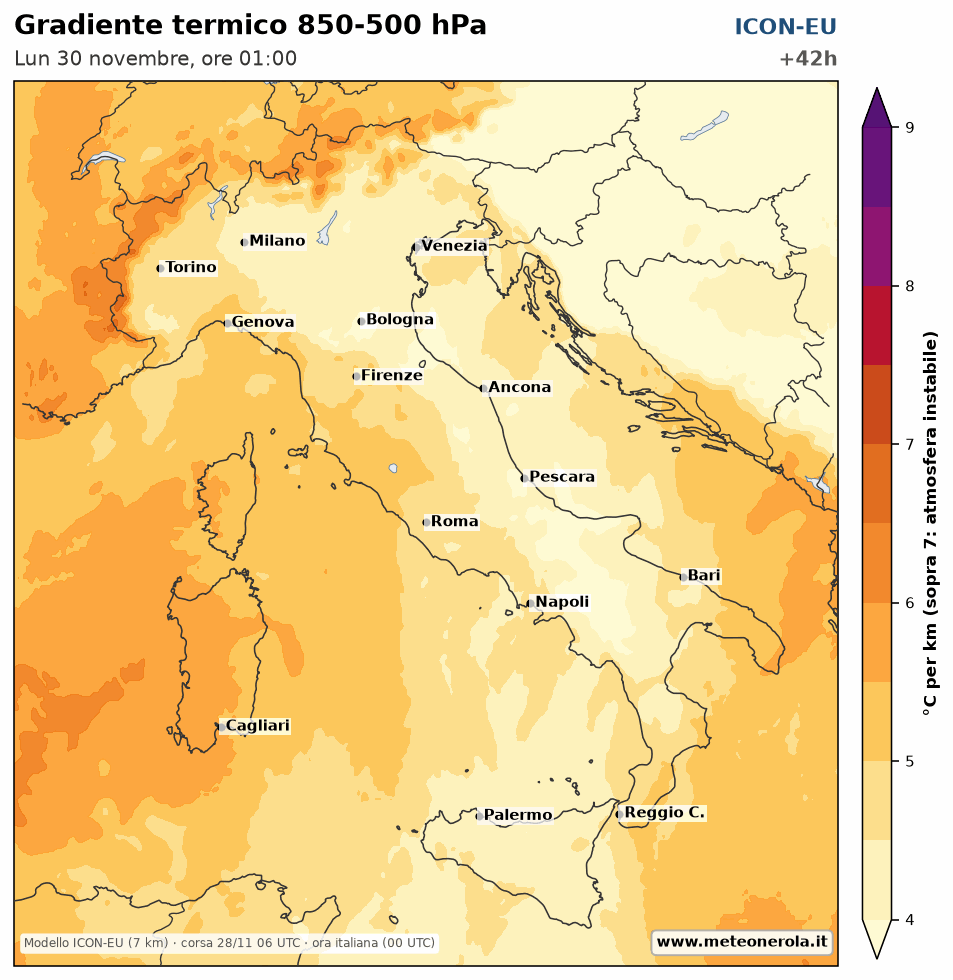 Gradiente termico 850-500 hPa
ICON-EU
Lun 30 novembre, ore 01:00
+42h
Milano
Venezia
Torino
Genova
Bologna
Firenze
Ancona
Pescara
Roma
Bari
Napoli
Cagliari
Palermo
Reggio C.
9
8
7
6
5
4
°C per km (sopra 7: atmosfera instabile)
Modello ICON-EU (7 km) · corsa 28/11 06 UTC · ora italiana (00 UTC)
www.meteonerola.it